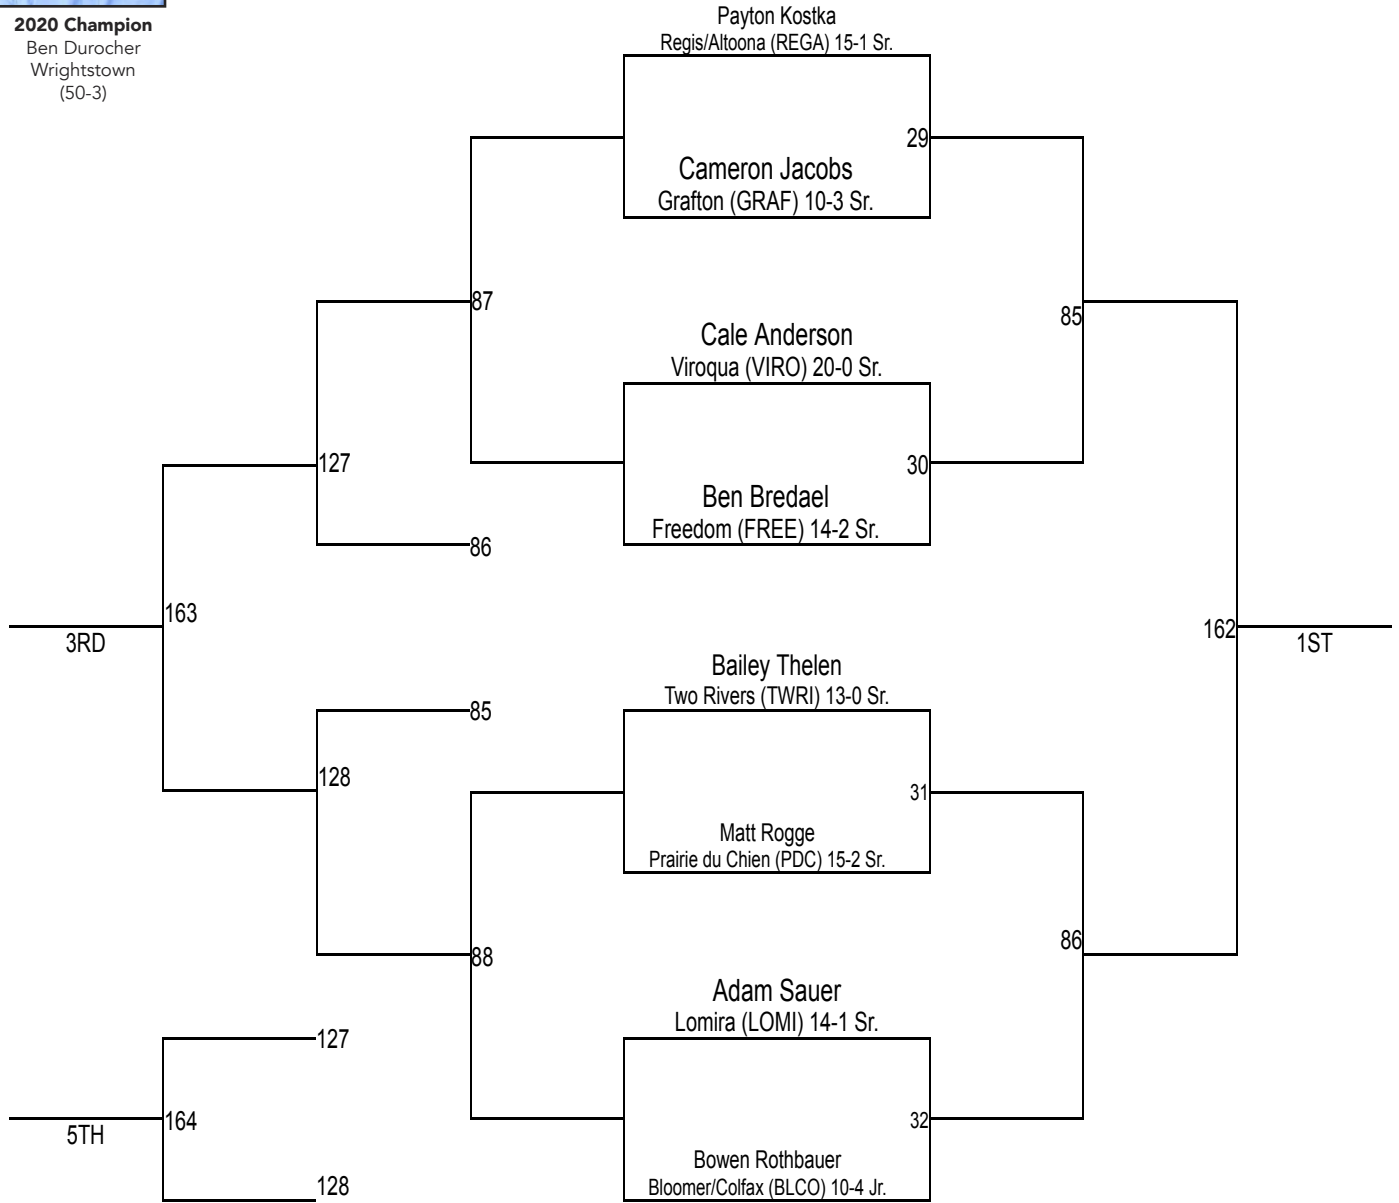 2020 Champion
Ben Durocher
Wrightstown
(50-3)
Payton Kostka
Regis/Altoona (REGA) 15-1 Sr.
29
Cameron Jacobs
Grafton (GRAF) 10-3 Sr.
87
85
Cale Anderson
Viroqua (VIRO) 20-0 Sr.
127
30
Ben Bredael
Freedom (FREE) 14-2 Sr.
86
163
3RD
162
1ST
Bailey Thelen
Two Rivers (TWRI) 13-0 Sr.
85
128
31
Matt Rogge
Prairie du Chien (PDC) 15-2 Sr.
88
86
Adam Sauer
Lomira (LOMI) 14-1 Sr.
127
164
5TH
32
Bowen Rothbauer
Bloomer/Colfax (BLCO) 10-4 Jr.
128